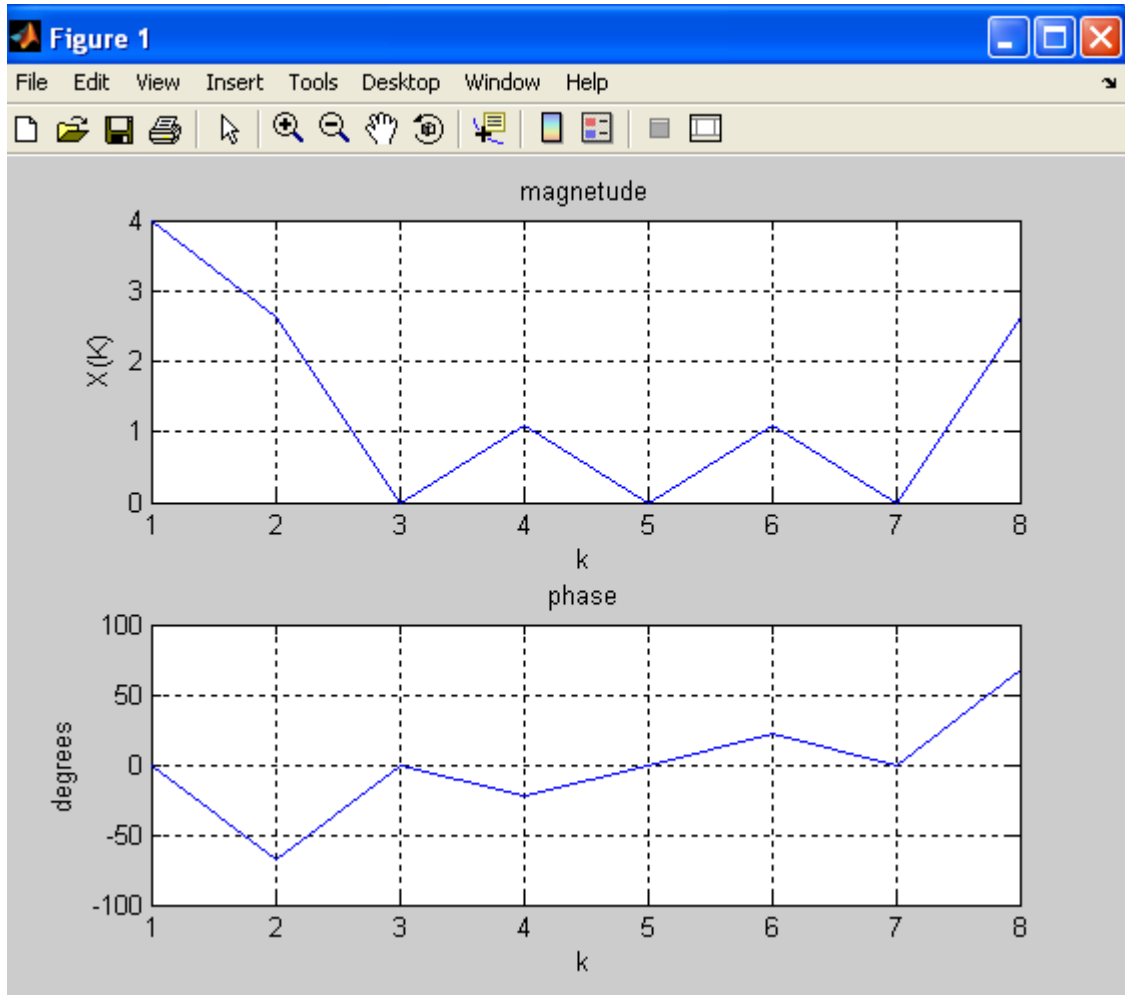 Figure 1
File Edit View Insert Tools Desktop Window Help
magnetude
4
3
2
1
0
X(K)
1 2 3 4 5 6 7 8
k
phase
100
50
0
-50
-100
degrees
1 2 3 4 5 6 7 8
k